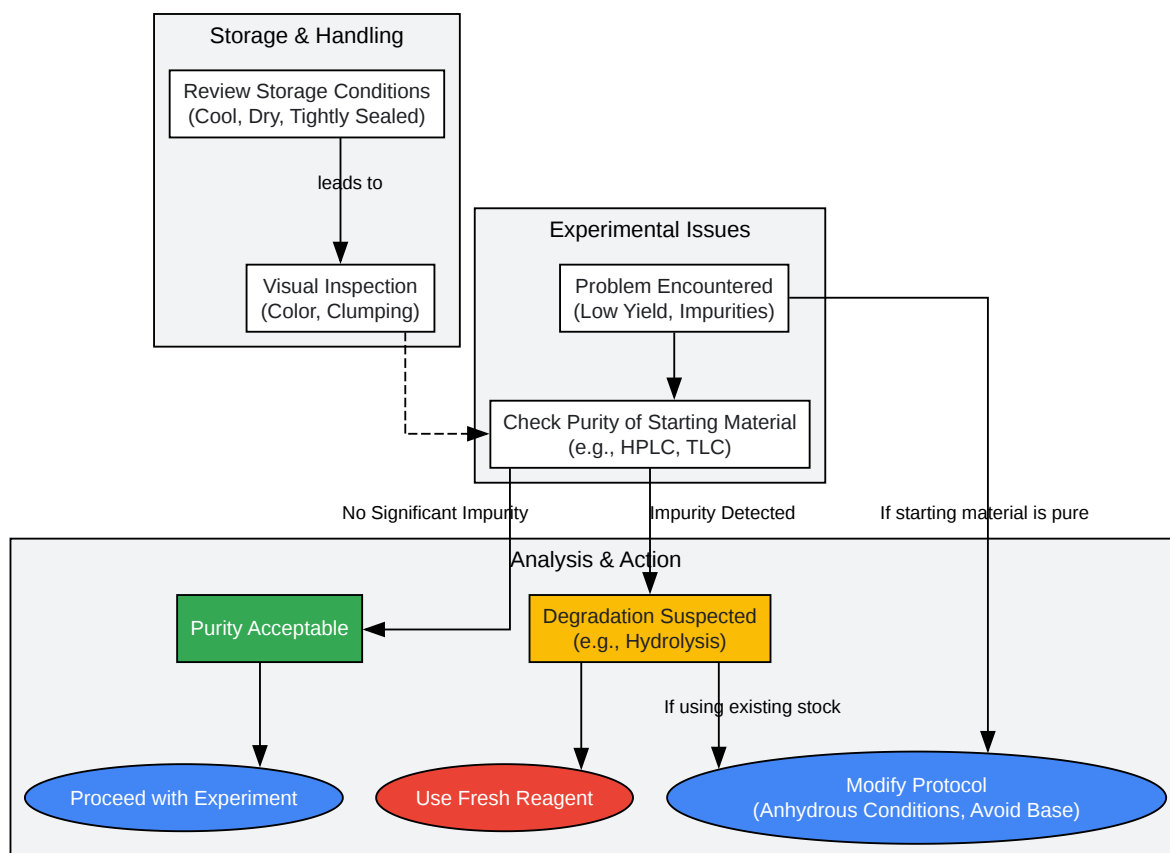 Storage & Handling
Review Storage Conditions
(Cool, Dry, Tightly Sealed)
leads to
Visual Inspection
(Color, Clumping)
Experimental Issues
Problem Encountered
(Low Yield, Impurities)
Check Purity of Starting Material
(e.g., HPLC, TLC)
No Significant Impurity
Impurity Detected
If starting material is pure
Analysis & Action
Purity Acceptable
Degradation Suspected
(e.g., Hydrolysis)
If using existing stock
Proceed with Experiment
Use Fresh Reagent
Modify Protocol
(Anhydrous Conditions, Avoid Base)